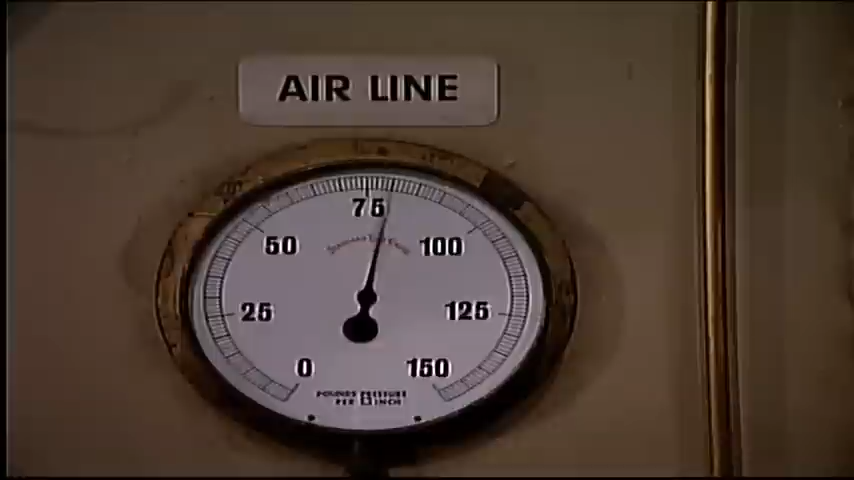 AIR LINE
75
50
100
25
125
0
150
POUNDS PRESSURE
PER INCH